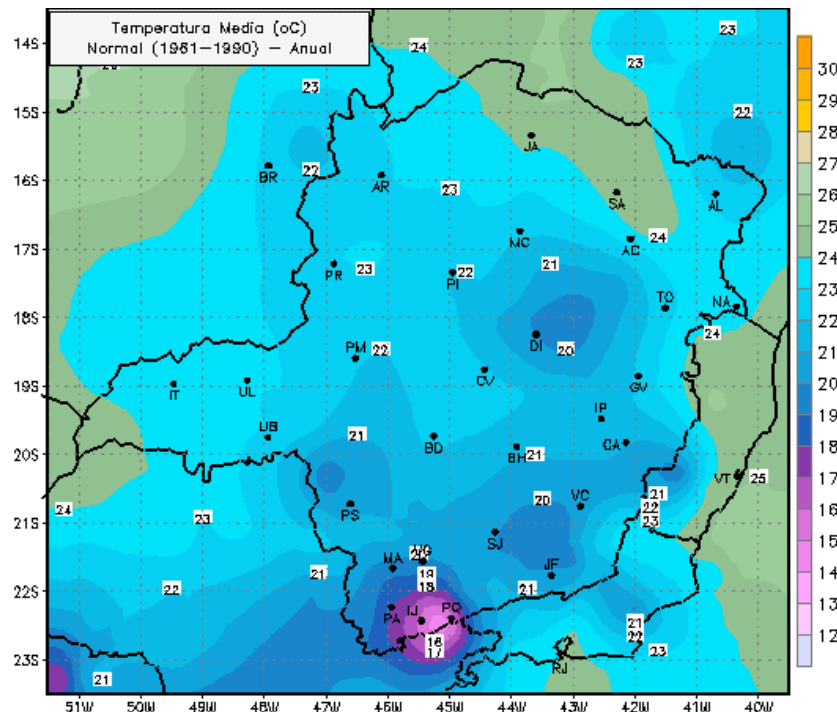 Temperatura Media (oC)
Normal (1961—1990) — Anual
14S
15S
16S
17S
18S
19S
20S
21S
22S
23S
51W 50W 49W 48W 47W 46W 45W 44W 43W 42W 41W 40W
30
29
28
27
26
25
24
23
22
21
20
19
18
17
16
15
14
13
12
24
23
23
23
22
JA
BR
22
AR
23
SA
AL
MC
AC
24
PR
23
PI
22
21
TO
NA
24
DI
20
PM
22
IT
UL
CV
GV
IP
UB
21
BD
BH
21
CA
VT
25
24
23
PS
20
VC
21
22
23
SJ
MA
19
18
JF
22
21
21
PA
IJ
PO
16
17
21
22
23
RJ
21